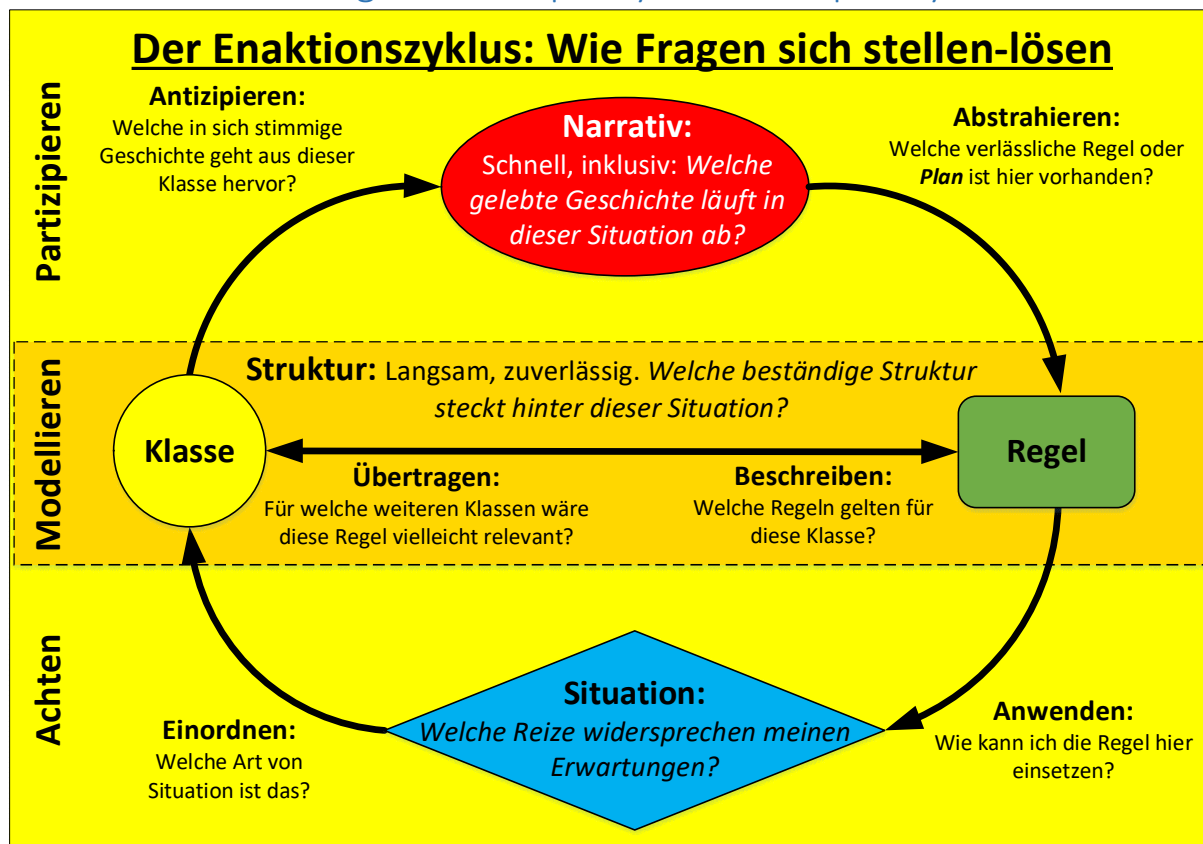 Der Enaktionszyklus: Wie Fragen sich stellen-lösen
Partizipieren
Antizipieren:
Welche in sich stimmige
Geschichte geht aus dieser
Klasse hervor?
Narrativ:
Schnell, inklusiv: Welche
gelebte Geschichte läuft in
dieser Situation ab?
Abstrahieren:
Welche verlässliche Regel oder
Plan ist hier vorhanden?
Modellieren
Struktur: Langsam, zuverlässig. Welche beständige Struktur
steckt hinter dieser Situation?
Klasse
Regel
Übertragen:
Für welche weiteren Klassen wäre
diese Regel vielleicht relevant?
Beschreiben:
Welche Regeln gelten für
diese Klasse?
Achten
Einordnen:
Welche Art von
Situation ist das?
Situation:
Welche Reize widersprechen meinen
Erwartungen?
Anwenden:
Wie kann ich die Regel hier
einsetzen?